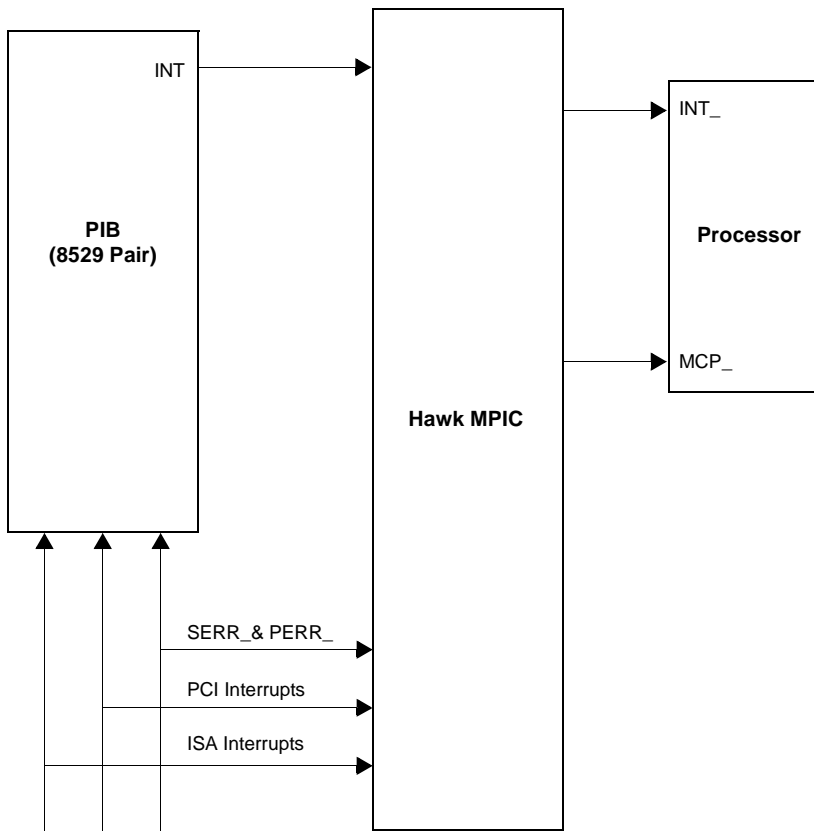 INT
PIB
(8529 Pair)
Hawk MPIC
INT_
Processor
MCP_
SERR_& PERR_
PCI Interrupts
ISA Interrupts